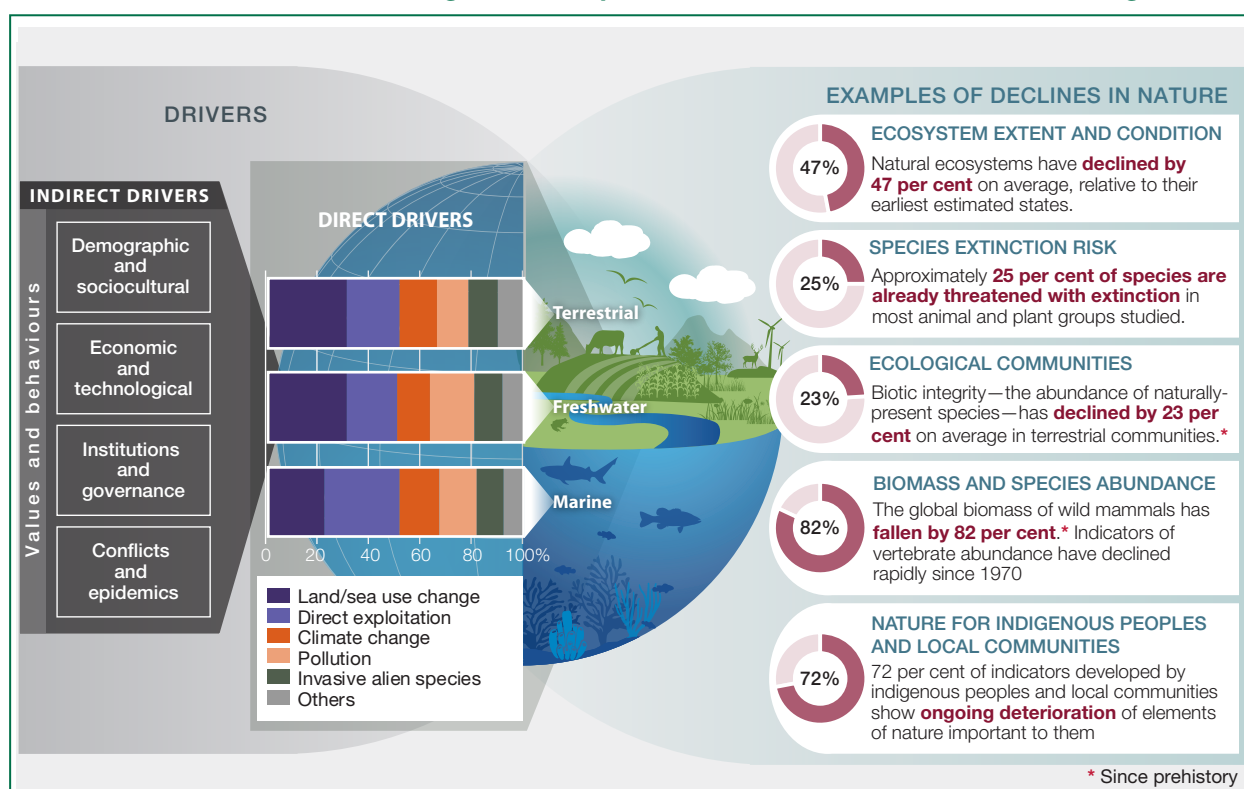 DRIVERS
INDIRECT DRIVERS
Values and behaviours
Demographic
and
sociocultural
Economic
and
technological
Institutions
and
governance
Conflicts
and
epidemics
DIRECT DRIVERS
Terrestrial
Freshwater
Marine
0 20 40 60 80 100%
Land/sea use change
Direct exploitation
Climate change
Pollution
Invasive alien species
Others
EXAMPLES OF DECLINES IN NATURE
47%
ECOSYSTEM EXTENT AND CONDITION
Natural ecosystems have declined by
47 per cent on average, relative to their
earliest estimated states.
25%
SPECIES EXTINCTION RISK
Approximately 25 per cent of species are
already threatened with extinction in
most animal and plant groups studied.
23%
ECOLOGICAL COMMUNITIES
Biotic integrity—the abundance of naturally-
present species—has declined by 23 per
cent on average in terrestrial communities.*
82%
BIOMASS AND SPECIES ABUNDANCE
The global biomass of wild mammals has
fallen by 82 per cent.* Indicators of
vertebrate abundance have declined
rapidly since 1970
72%
NATURE FOR INDIGENOUS PEOPLES
AND LOCAL COMMUNITIES
72 per cent of indicators developed by
indigenous peoples and local communities
show ongoing deterioration of elements
of nature important to them
* Since prehistory